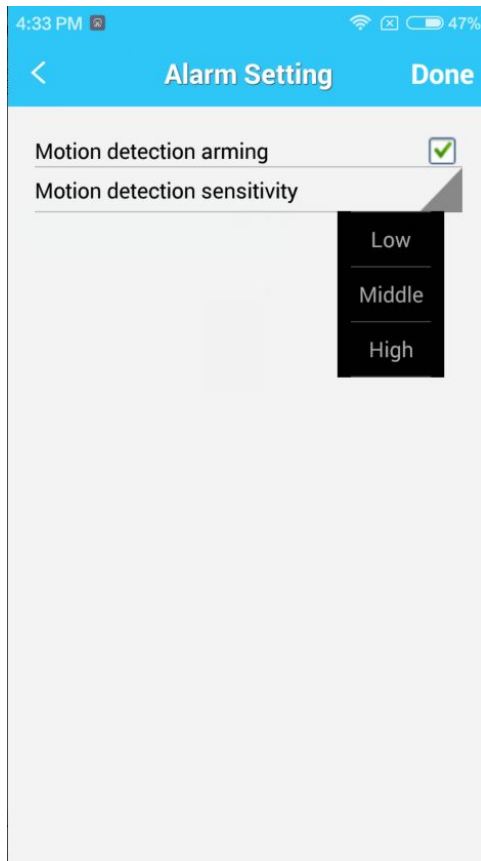 4:33 PM 47%
Alarm Setting Done
Motion detection arming
Motion detection sensitivity
Low
Middle
High